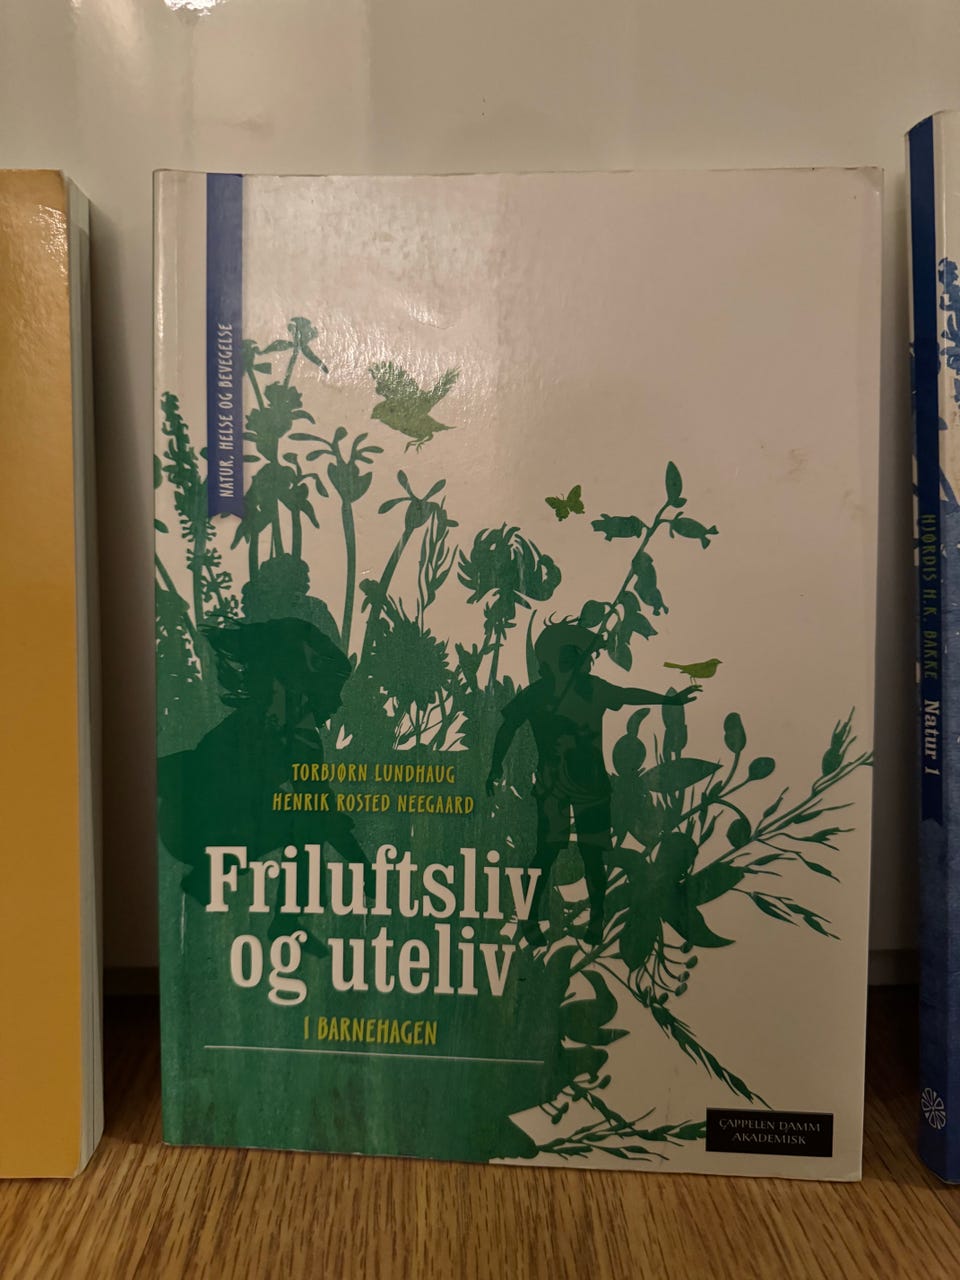 NATUR, HELSE OG BEVEGELSE
TORBJØRN LUNDHAUG
HENRIK ROSTED NEEGAARD
Friluftsliv
og uteliv
I BARNEHAGEN
CAPPELEN DAMM
AKADEMISK
HJØRDIS H.K. BAKKE Natur 1